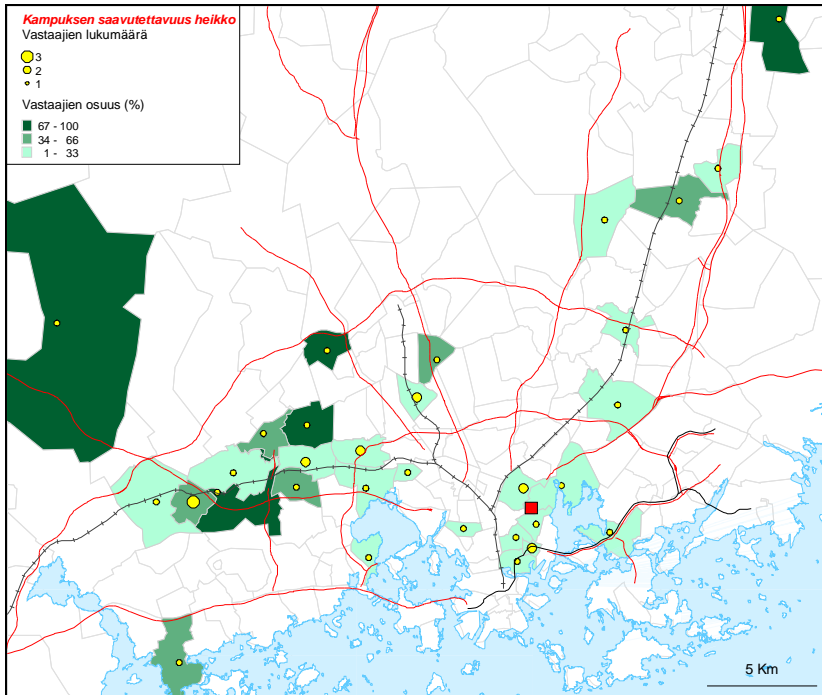 Kampuksen saavutettavuus heikko
Vastaajien lukumäärä
3
2
1
Vastaajien osuus (%)
67 - 100
34 - 66
1 - 33
5 Km